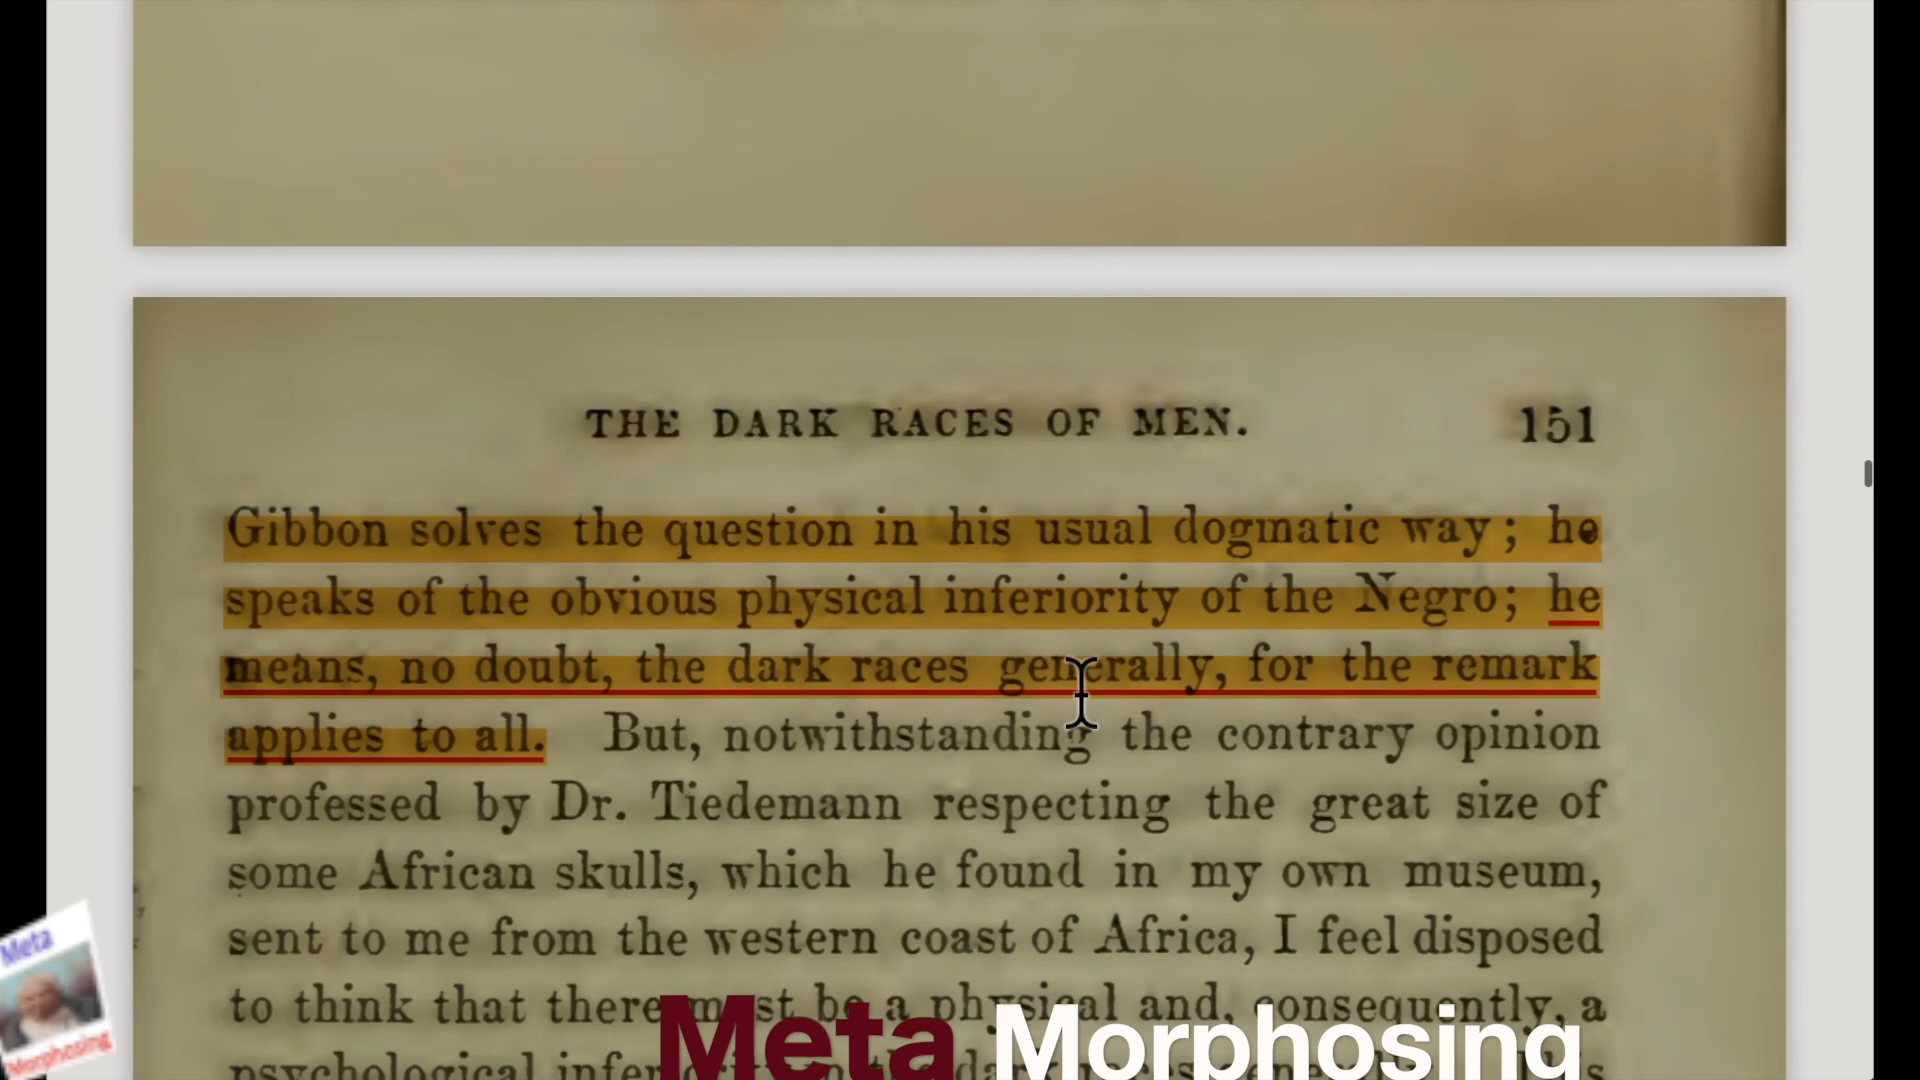 THE DARK RACES OF MEN. 151
Gibbon solves the question in his usual dogmatic way; he
speaks of the obvious physical inferiority of the Negro; he
means, no doubt, the dark races generally, for the remark
applies to all. But, notwithstanding the contrary opinion
professed by Dr. Tiedemann respecting the great size of
some African skulls, which he found in my own museum,
sent to me from the western coast of Africa, I feel disposed
to think that there must be a physical and, consequently, a
psychological
Meta Morphosing
Meta
Morphosing